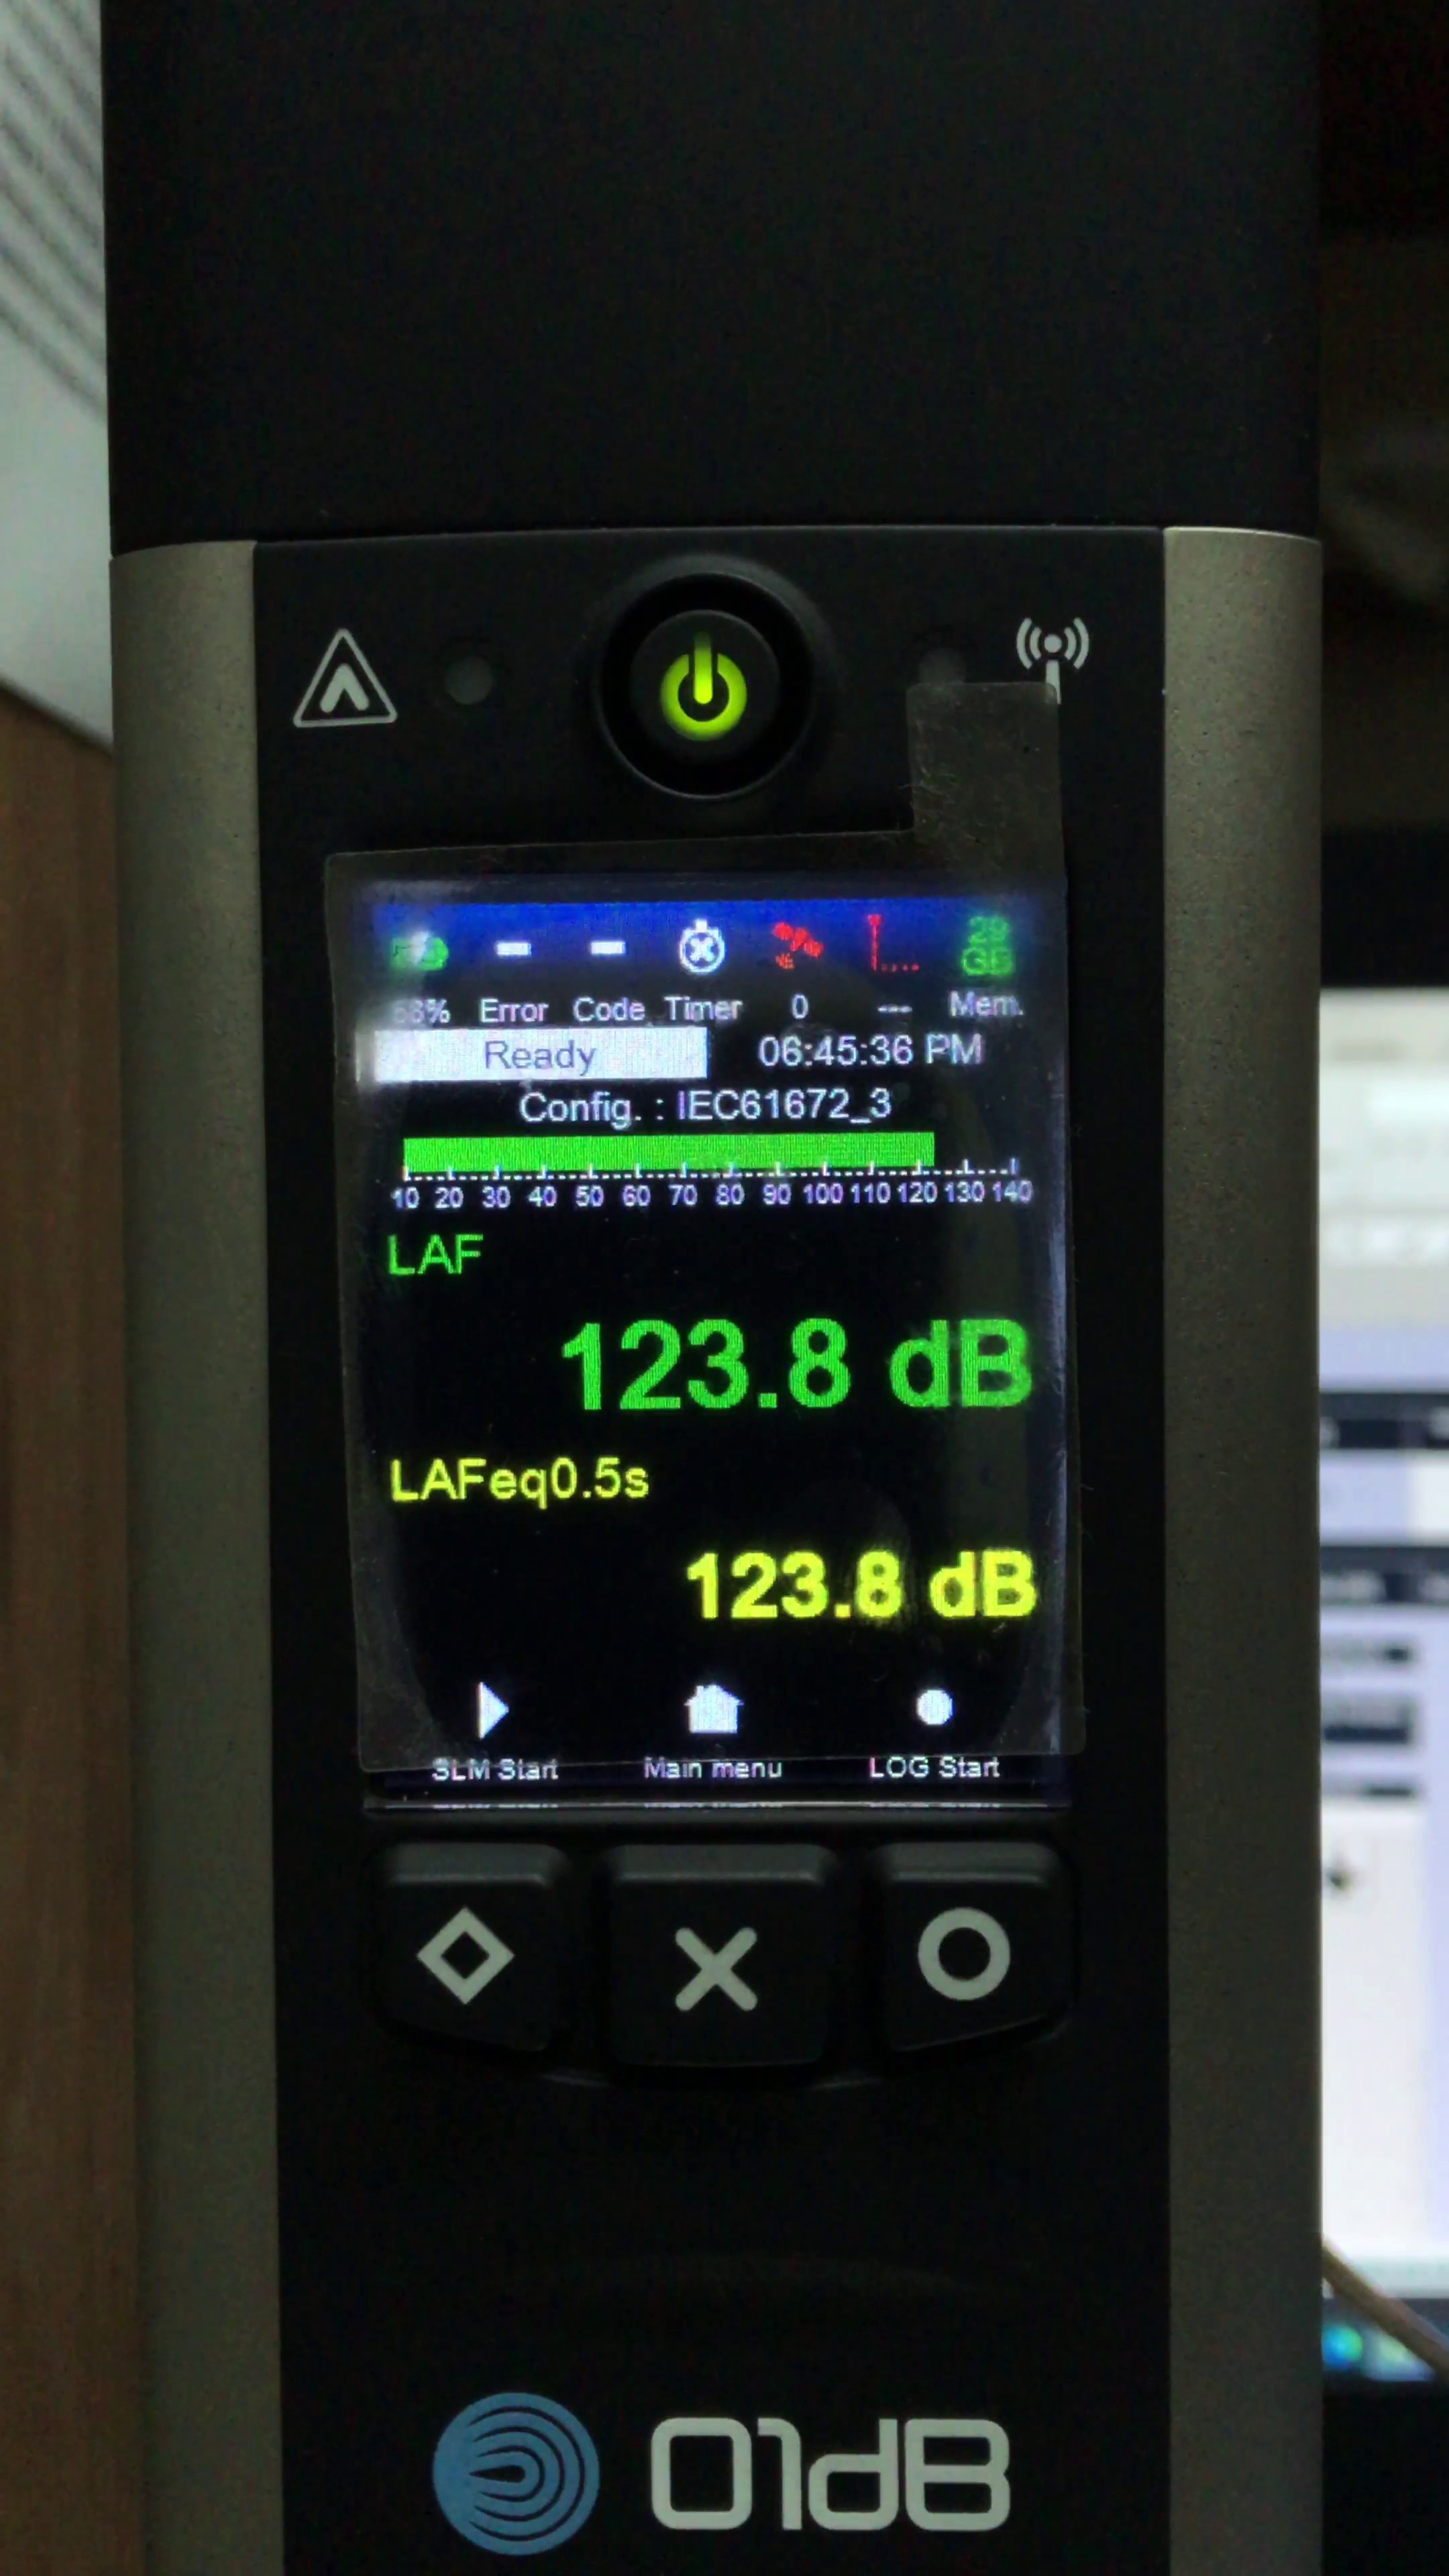 29
GB
Error Code Timer 0 --- Mem.
Ready 06:45:36 PM
Config. : IEC61672_3
10 20 30 40 50 60 70 80 90 100 110 120 130 140
LAF
123.8 dB
LAFeq0.5s
123.8 dB
SLM Start Main menu LOG Start
01dB